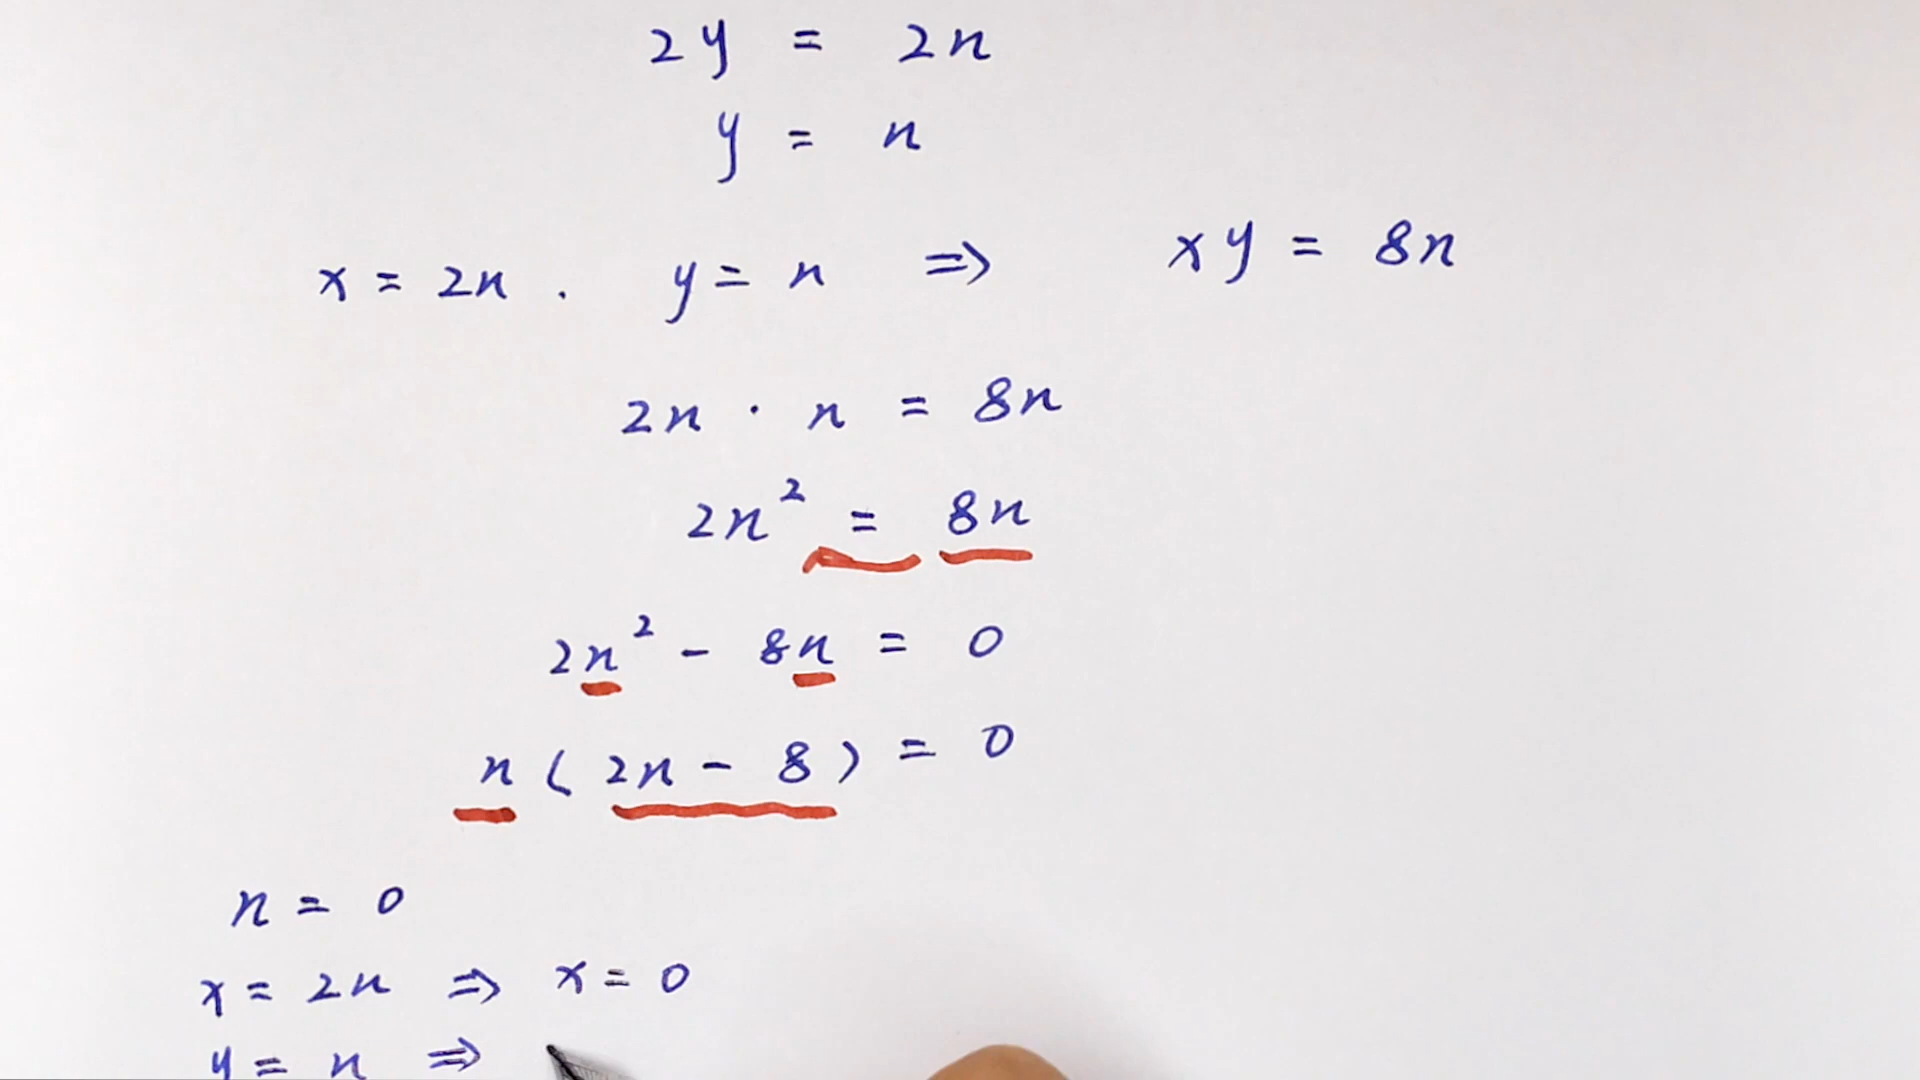 2y = 2n
y = n
x = 2n . y = n ⇒ xy = 8n
2n · n = 8n
2n² = 8n
2n² - 8n = 0
n (2n - 8) = 0
n = 0
x = 2n ⇒ x = 0
y = n ⇒